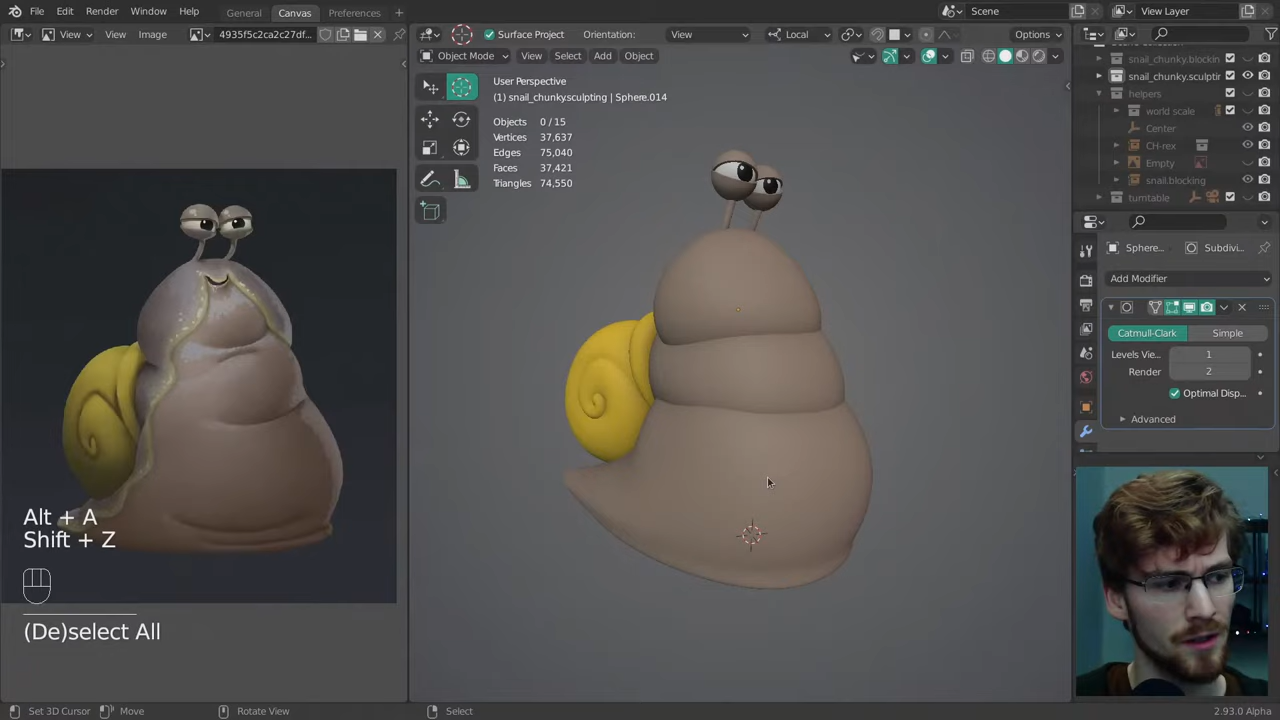 File Edit Render Window Help
General Canvas Preferences +
Scene
View Layer
View View Image 4935f5c2ca2c27df...
Surface Project Orientation: View Local Options
Object Mode View Select Add Object
User Perspective
(1) snail_chunky.sculpting | Sphere.014
Objects 0 / 15
Vertices 37,637
Edges 75,040
Faces 37,421
Triangles 74,550
snail_chunky.blockin
snail_chunky.sculptir
helpers
world scale
Center
CH-rex
Empty
snail.blocking
turntable
Sphere... Subdivi...
Add Modifier
Catmull-Clark Simple
Levels Vie... 1
Render 2
Optimal Disp...
Advanced
Alt + A
Shift + Z
(De)select All
Set 3D Cursor Move Rotate View Select 2.93.0 Alpha